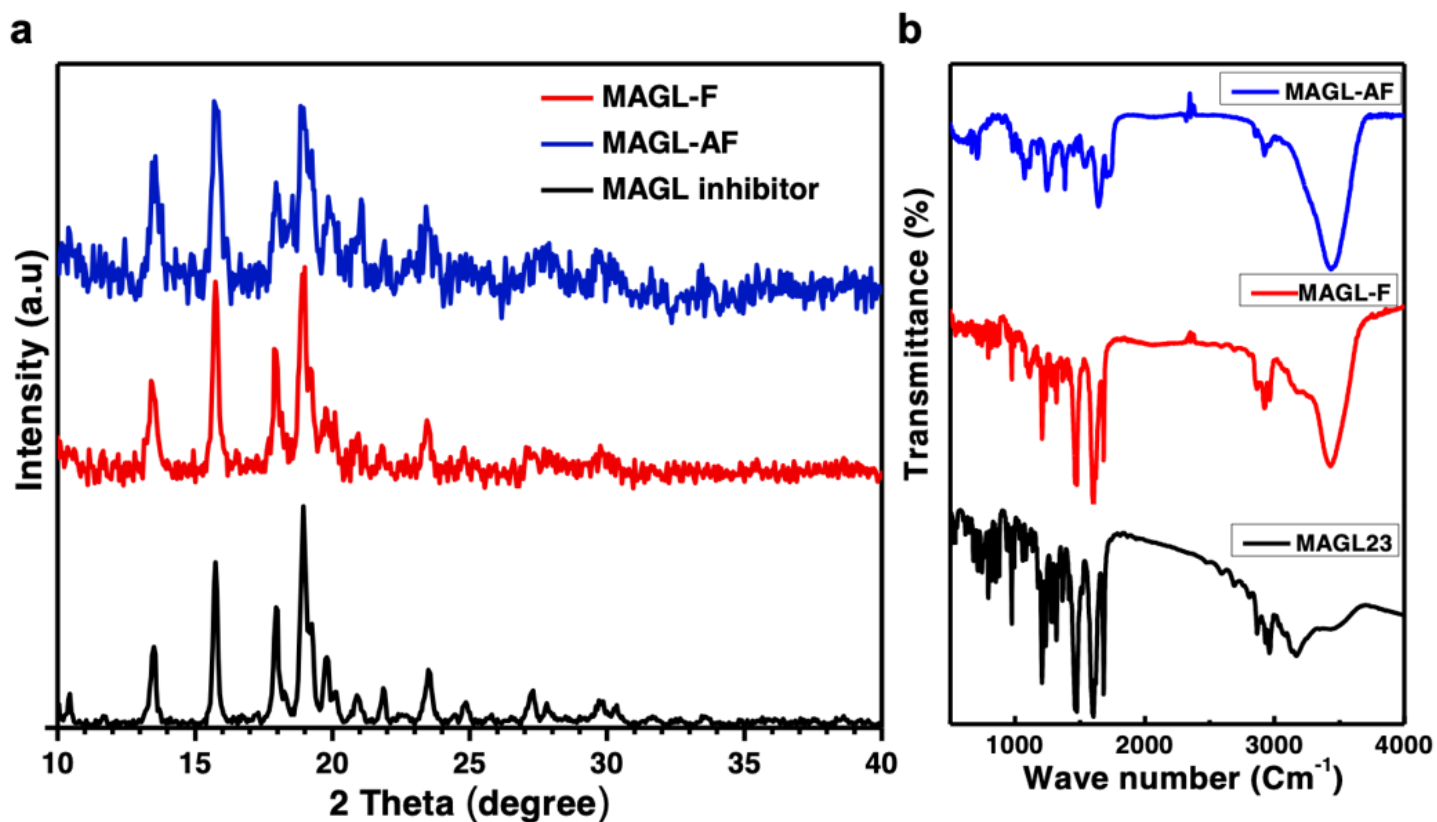 a
MAGL-F
MAGL-AF
MAGL inhibitor
Intensity (a.u)
10 15 20 25 30 35 40
2 Theta (degree)
b
MAGL-AF
MAGL-F
MAGL23
Transmittance (%)
1000 2000 3000 4000
Wave number (Cm⁻¹)